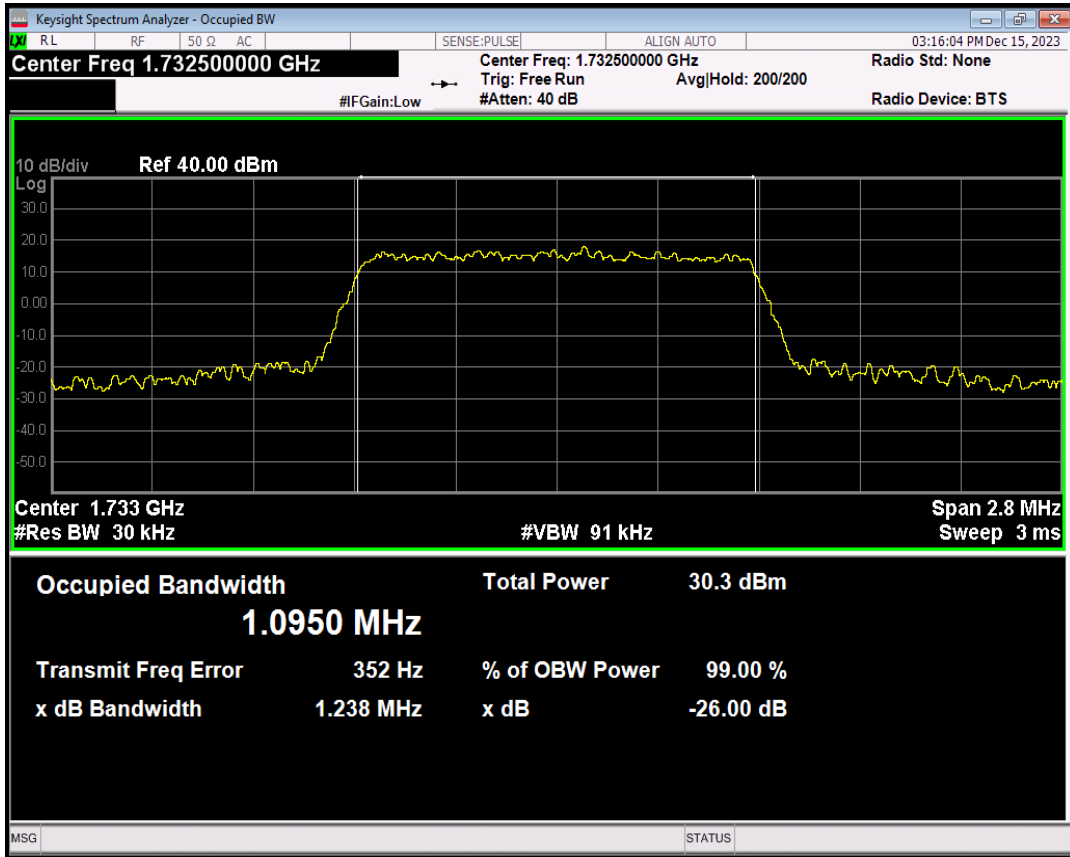 Keysight Spectrum Analyzer - Occupied BW
LXI RL RF 50 Ω AC SENSE:PULSE ALIGN AUTO 03:16:04 PM Dec 15, 2023
Center Freq 1.732500000 GHz Center Freq: 1.732500000 GHz Radio Std: None
Trig: Free Run Avg|Hold: 200/200
#IFGain:Low #Atten: 40 dB Radio Device: BTS
10 dB/div Ref 40.00 dBm
Log
30.0
20.0
10.0
0.00
-10.0
-20.0
-30.0
-40.0
-50.0
Center 1.733 GHz Span 2.8 MHz
#Res BW 30 kHz #VBW 91 kHz Sweep 3 ms
Occupied Bandwidth Total Power 30.3 dBm
1.0950 MHz
Transmit Freq Error 352 Hz % of OBW Power 99.00 %
x dB Bandwidth 1.238 MHz x dB -26.00 dB
MSG STATUS